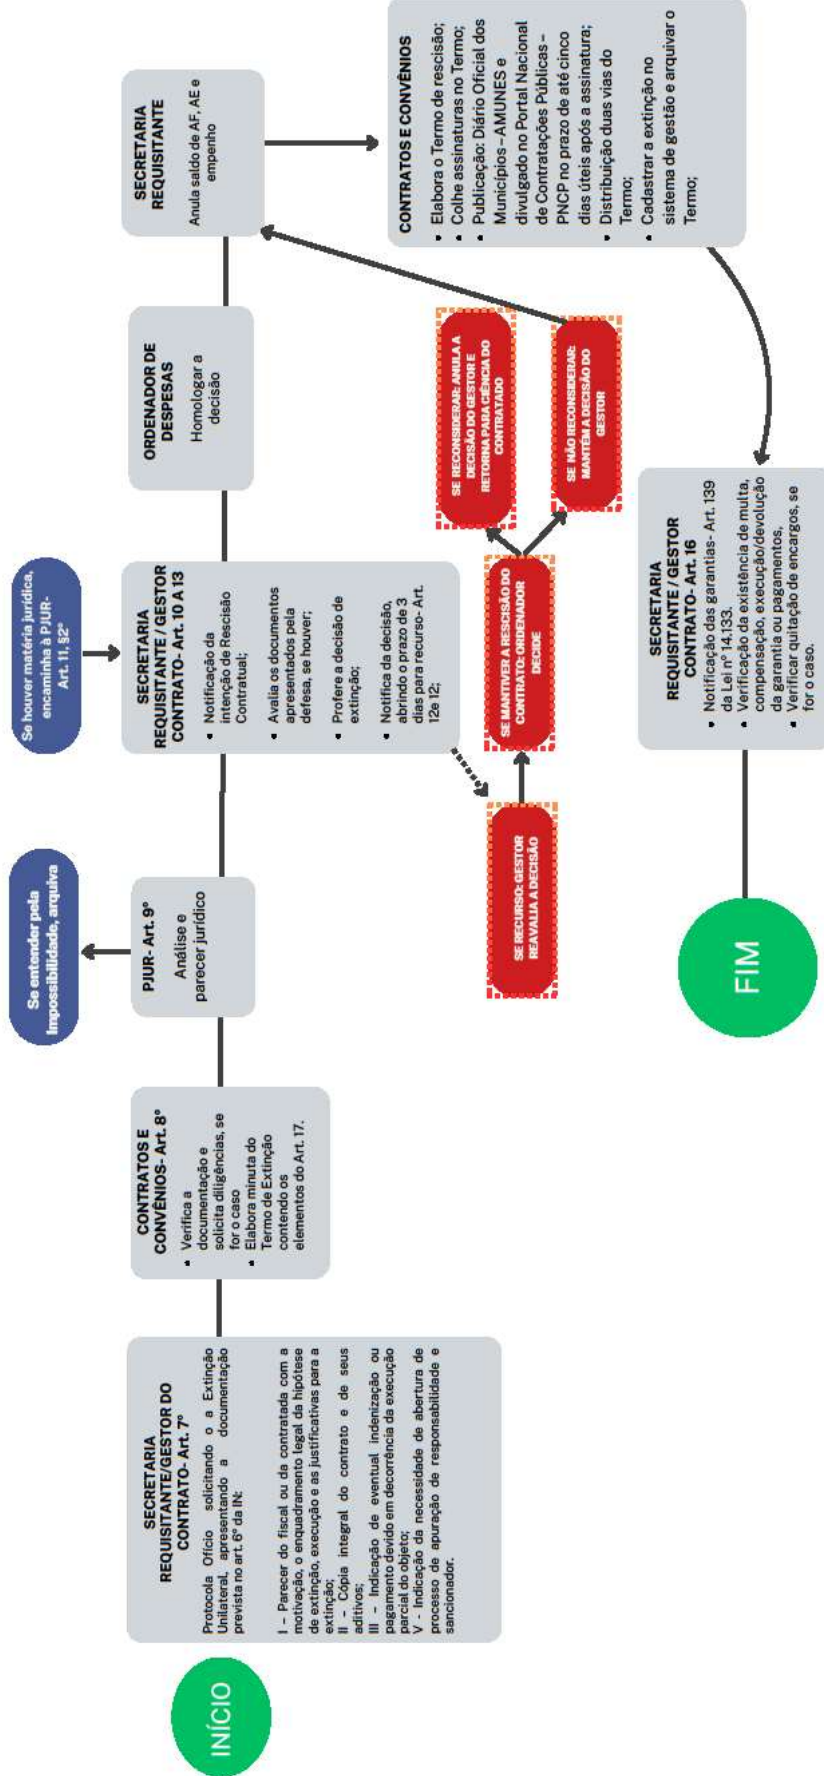 INÍCIO
SECRETARIA
REQUISITANTE/GESTOR DO
CONTRATO- Art. 7º
Protocola Ofício solicitando o a Extinção
Unilateral, apresentando a documentação
prevista no art. 6º da IN:
I – Parecer do fiscal ou da contratada com a
motivação, o enquadramento legal da hipótese
de extinção, execução e as justificativas para a
extinção;
II – Cópia integral do contrato e de seus
aditivos;
III – Indicação de eventual indenização ou
pagamento devido em decorrência da execução
parcial do objeto;
V - Indicação da necessidade de abertura de
processo de apuração de responsabilidade e
sancionador.
CONTRATOS E
CONVÊNIOS- Art. 8º
• Verifica a
documentação e
solicita diligências, se
for o caso
• Elabora minuta do
Termo de Extinção
contendo os
elementos do Art. 17.
Se entender pela
Impossibilidade, arquiva
PJUR- Art. 9º
Análise e
parecer jurídico
Se houver matéria jurídica,
encaminha à PJUR-
Art. 11, §2º
SECRETARIA
REQUISITANTE / GESTOR
CONTRATO- Art. 10 A 13
• Notificação da
intenção de Rescisão
Contratual;
• Avalia os documentos
apresentados pela
defesa, se houver;
• Profere a decisão de
extinção;
• Notifica da decisão,
abrindo o prazo de 3
dias para recurso- Art.
12e 12;
SE RECURSO: GESTOR
REAVALIA A DECISÃO
SE MANTIVER A RESCISÃO DO
CONTRATO: ORDENADOR
DECIDE
SE RECONSIDERAR: ANULA A
DECISÃO DO GESTOR E
RETORNA PARA CIÊNCIA DO
CONTRATADO
SE NÃO RECONSIDERAR:
MANTÉM A DECISÃO DO
GESTOR
ORDENADOR DE
DESPESAS
Homologar a
decisão
SECRETARIA
REQUISITANTE
Anula saldo de AF, AE e
empenho
CONTRATOS E CONVÊNIOS
• Elabora o Termo de rescisão;
• Colhe assinaturas no Termo;
• Publicação: Diário Oficial dos
Municípios – AMUNES e
divulgado no Portal Nacional
de Contratações Públicas –
PNCP no prazo de até cinco
dias úteis após a assinatura;
• Distribuição duas vias do
Termo;
• Cadastrar a extinção no
sistema de gestão e arquivar o
Termo;
SECRETARIA
REQUISITANTE / GESTOR
CONTRATO- Art. 16
• Notificação das garantias- Art. 139
da Lei nº 14.133.
• Verificação da existência de multa,
compensação, execução/devolução
da garantia ou pagamentos,
• Verificar quitação de encargos, se
for o caso.
FIM